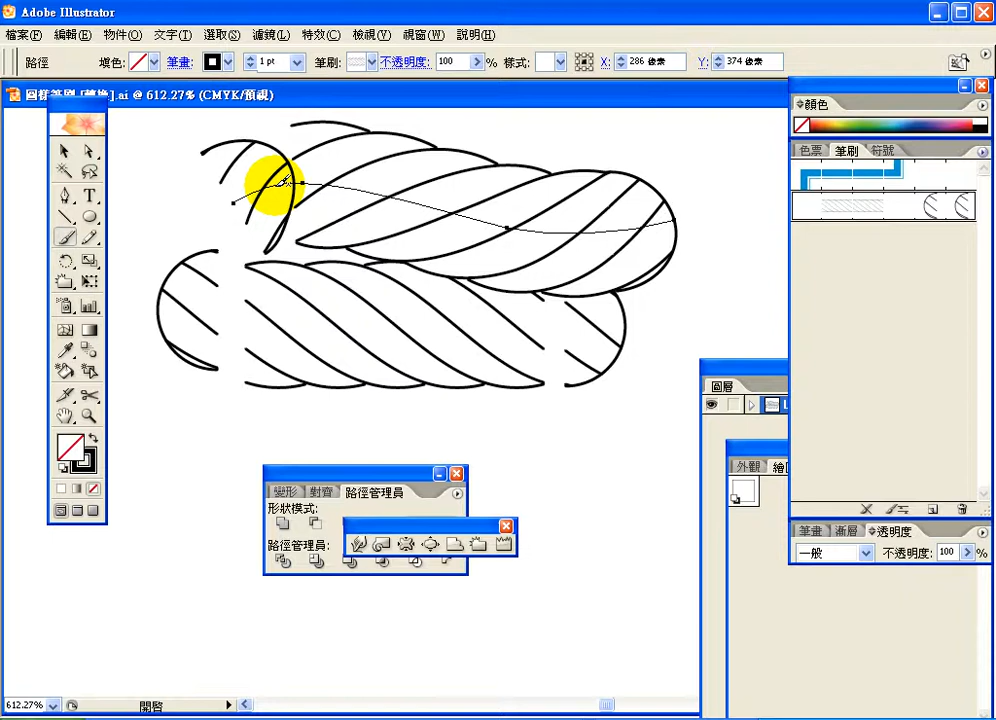 Adobe Illustrator
檔案(F) 編輯(E) 物件(O) 文字(T) 選取(S) 濾鏡(L) 特效(C) 檢視(Y) 視窗(W) 說明(H)
路徑 填色: 筆畫: 1 pt 筆刷: 不透明度: 100 % 樣式: X: 286 像素 Y: 374 像素
].ai @ 612.27% (CMYK/預視)
顏色
色票 筆刷 符號
圖層
外觀
變形 對齊 路徑管理員
形狀模式:
路徑管理員:
筆畫 漸層 透明度
一般 不透明度: 100 %
612.27% 開啓